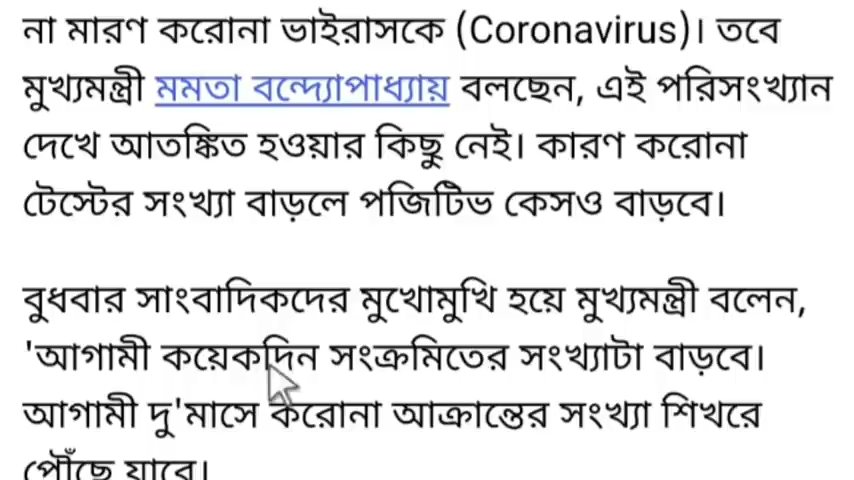 না মারণ করোনা ভাইরাসকে (Coronavirus)। তবে
মুখ্যমন্ত্রী মমতা বন্দ্যোপাধ্যায় বলছেন, এই পরিসংখ্যান
দেখে আতঙ্কিত হওয়ার কিছু নেই। কারণ করোনা
টেস্টের সংখ্যা বাড়লে পজিটিভ কেসও বাড়বে।
বুধবার সাংবাদিকদের মুখোমুখি হয়ে মুখ্যমন্ত্রী বলেন,
'আগামী কয়েকদিন সংক্রমিতের সংখ্যাটা বাড়বে।
আগামী দু'মাসে করোনা আক্রান্তের সংখ্যা শিখরে
পৌঁছে যাবে।